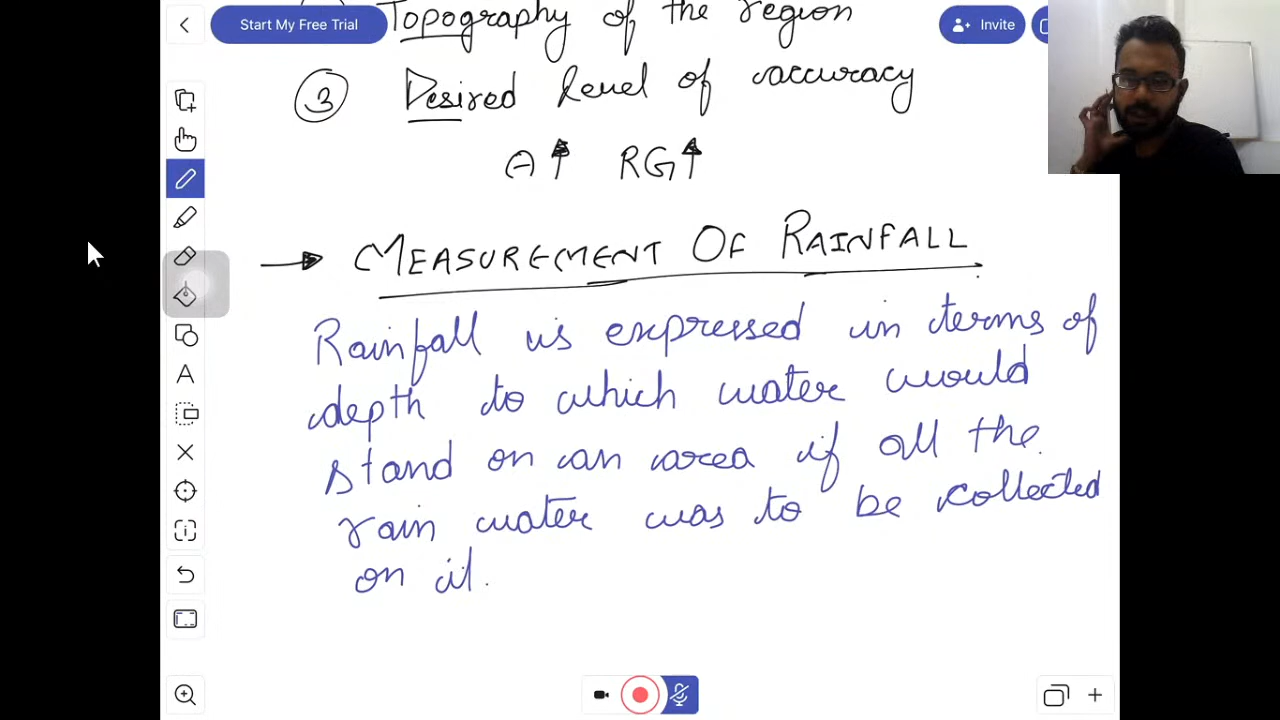 Start My Free Trial
Invite
Topography of the region
3 Desired level of accuracy
A↑ RG↑
→ MEASUREMENT OF RAINFALL
Rainfall is expressed in terms of
depth to which water would
stand on an area if all the
rain water was to be collected
on it.
A